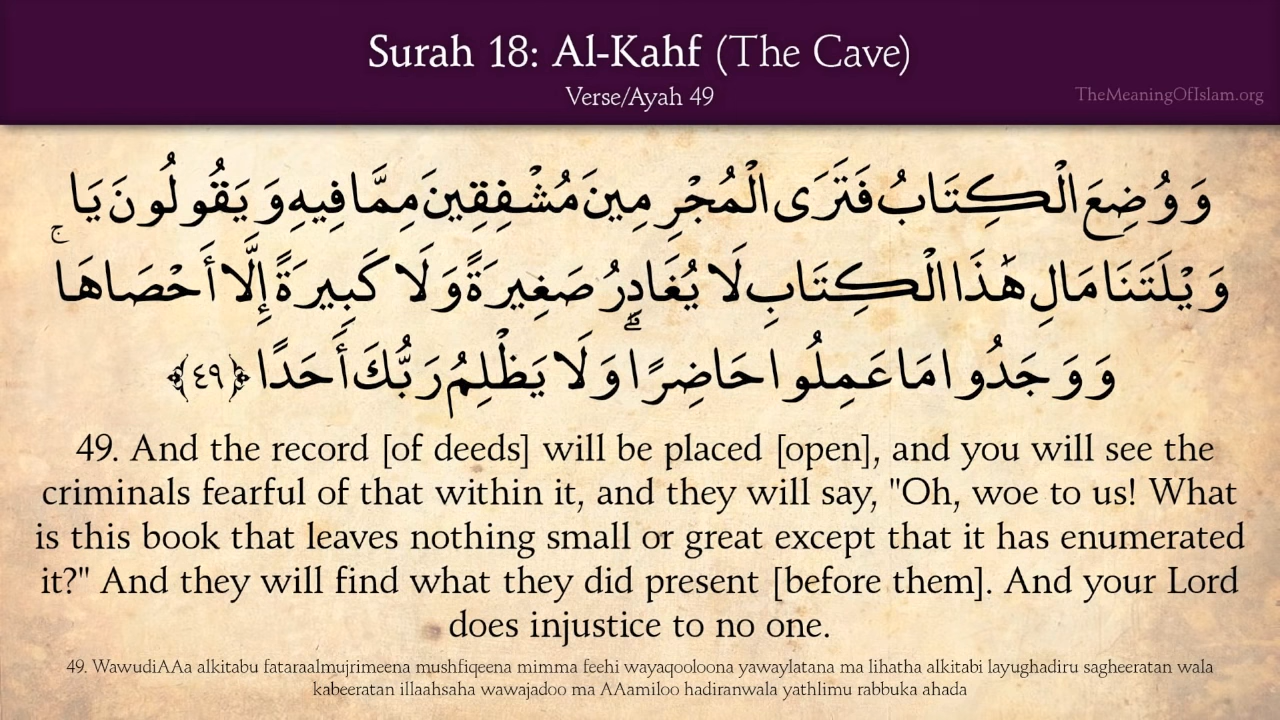 Surah 18: Al-Kahf (The Cave)
Verse/Ayah 49
TheMeaningOfIslam.org
وَوُضِعَ الْكِتَابُ فَتَرَى الْمُجْرِمِينَ مُشْفِقِينَ مِمَّا فِيهِ وَيَقُولُونَ يَا
وَيْلَتَنَا مَالِ هَٰذَا الْكِتَابِ لَا يُغَادِرُ صَغِيرَةً وَلَا كَبِيرَةً إِلَّا أَحْصَاهَا ۚ
وَوَجَدُوا مَا عَمِلُوا حَاضِرًا ۗ وَلَا يَظْلِمُ رَبُّكَ أَحَدًا ﴿٤٩﴾
49. And the record [of deeds] will be placed [open], and you will see the
criminals fearful of that within it, and they will say, "Oh, woe to us! What
is this book that leaves nothing small or great except that it has enumerated
it?" And they will find what they did present [before them]. And your Lord
does injustice to no one.
49. WawudiAAa alkitabu fataraalmujrimeena mushfiqeena mimma feehi wayaqooloona yawaylatana ma lihatha alkitabi layughadiru sagheeratan wala
kabeeratan illaahsaha wawajadoo ma AAamiloo hadiranwala yathlimu rabbuka ahada